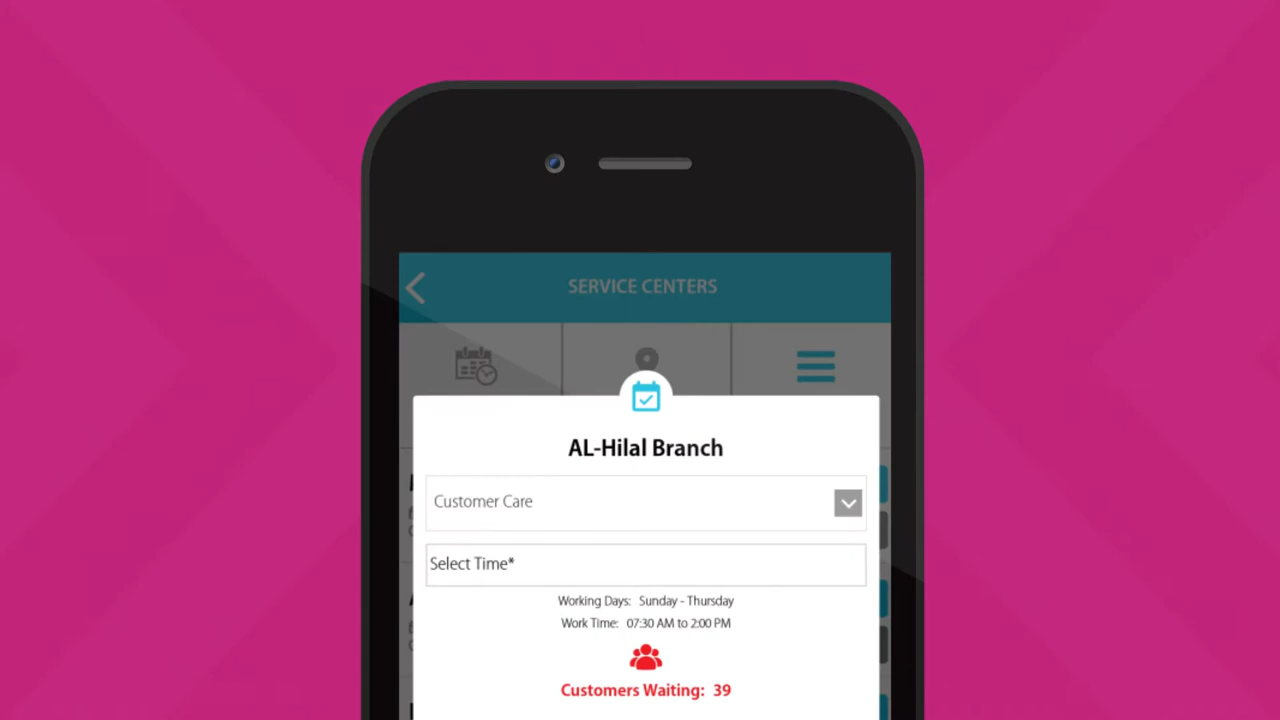 SERVICE CENTERS
AL-Hilal Branch
Customer Care
Select Time*
Working Days: Sunday - Thursday
Work Time: 07:30 AM to 2:00 PM
Customers Waiting: 39